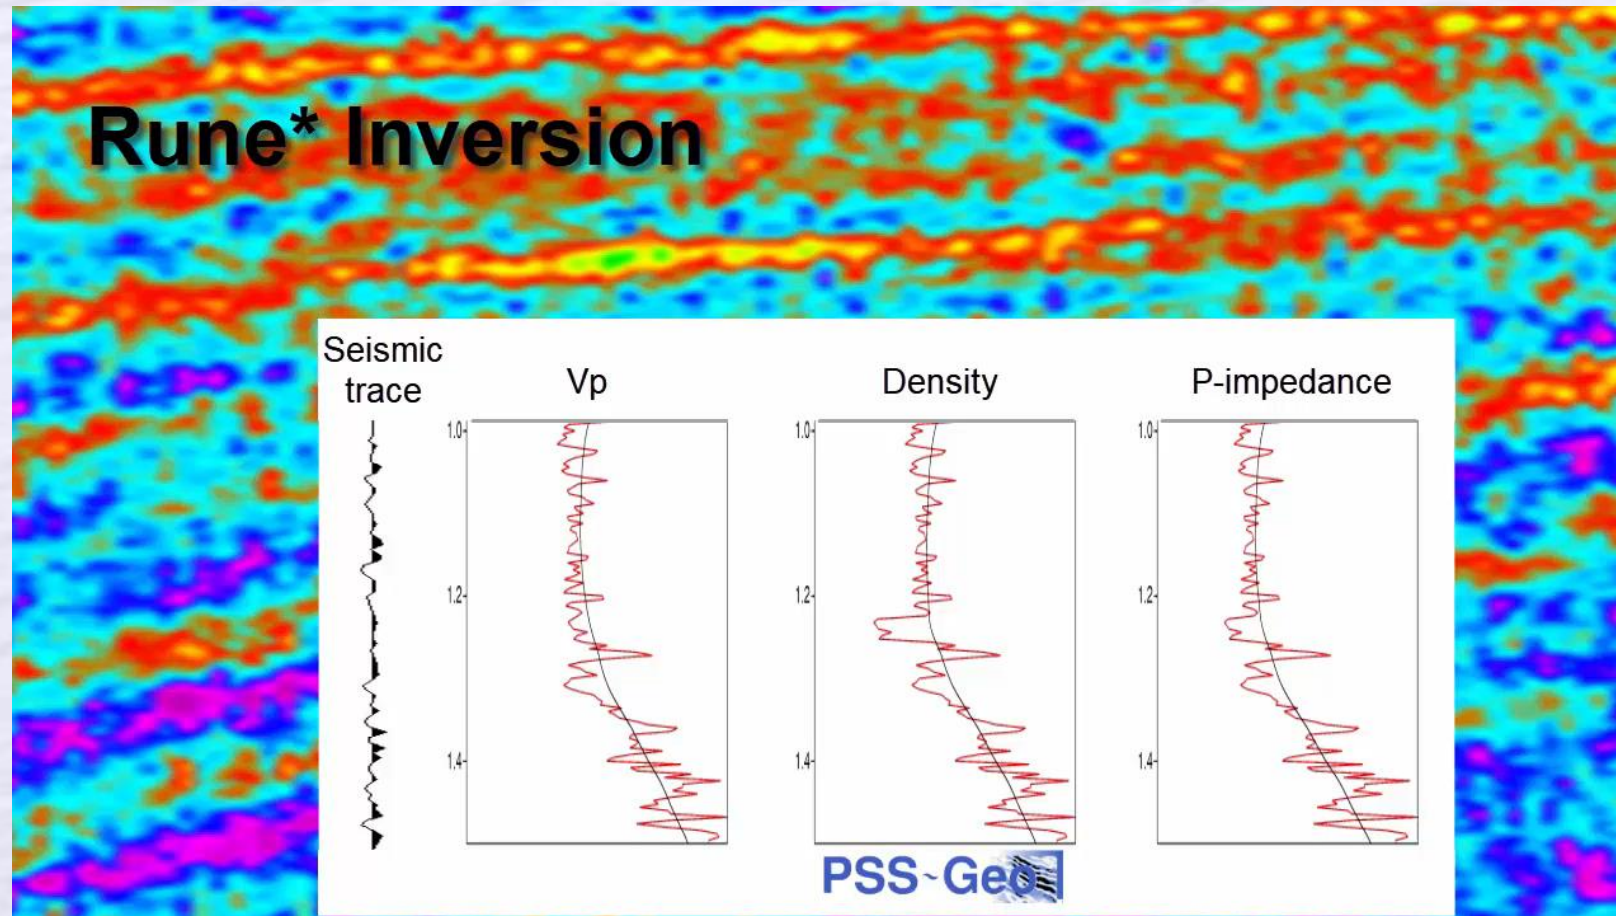 Rune* Inversion
Seismic
trace
Vp
Density
P-impedance
1.0
1.2
1.4
1.0
1.2
1.4
1.0
1.2
1.4
PSS~Geo